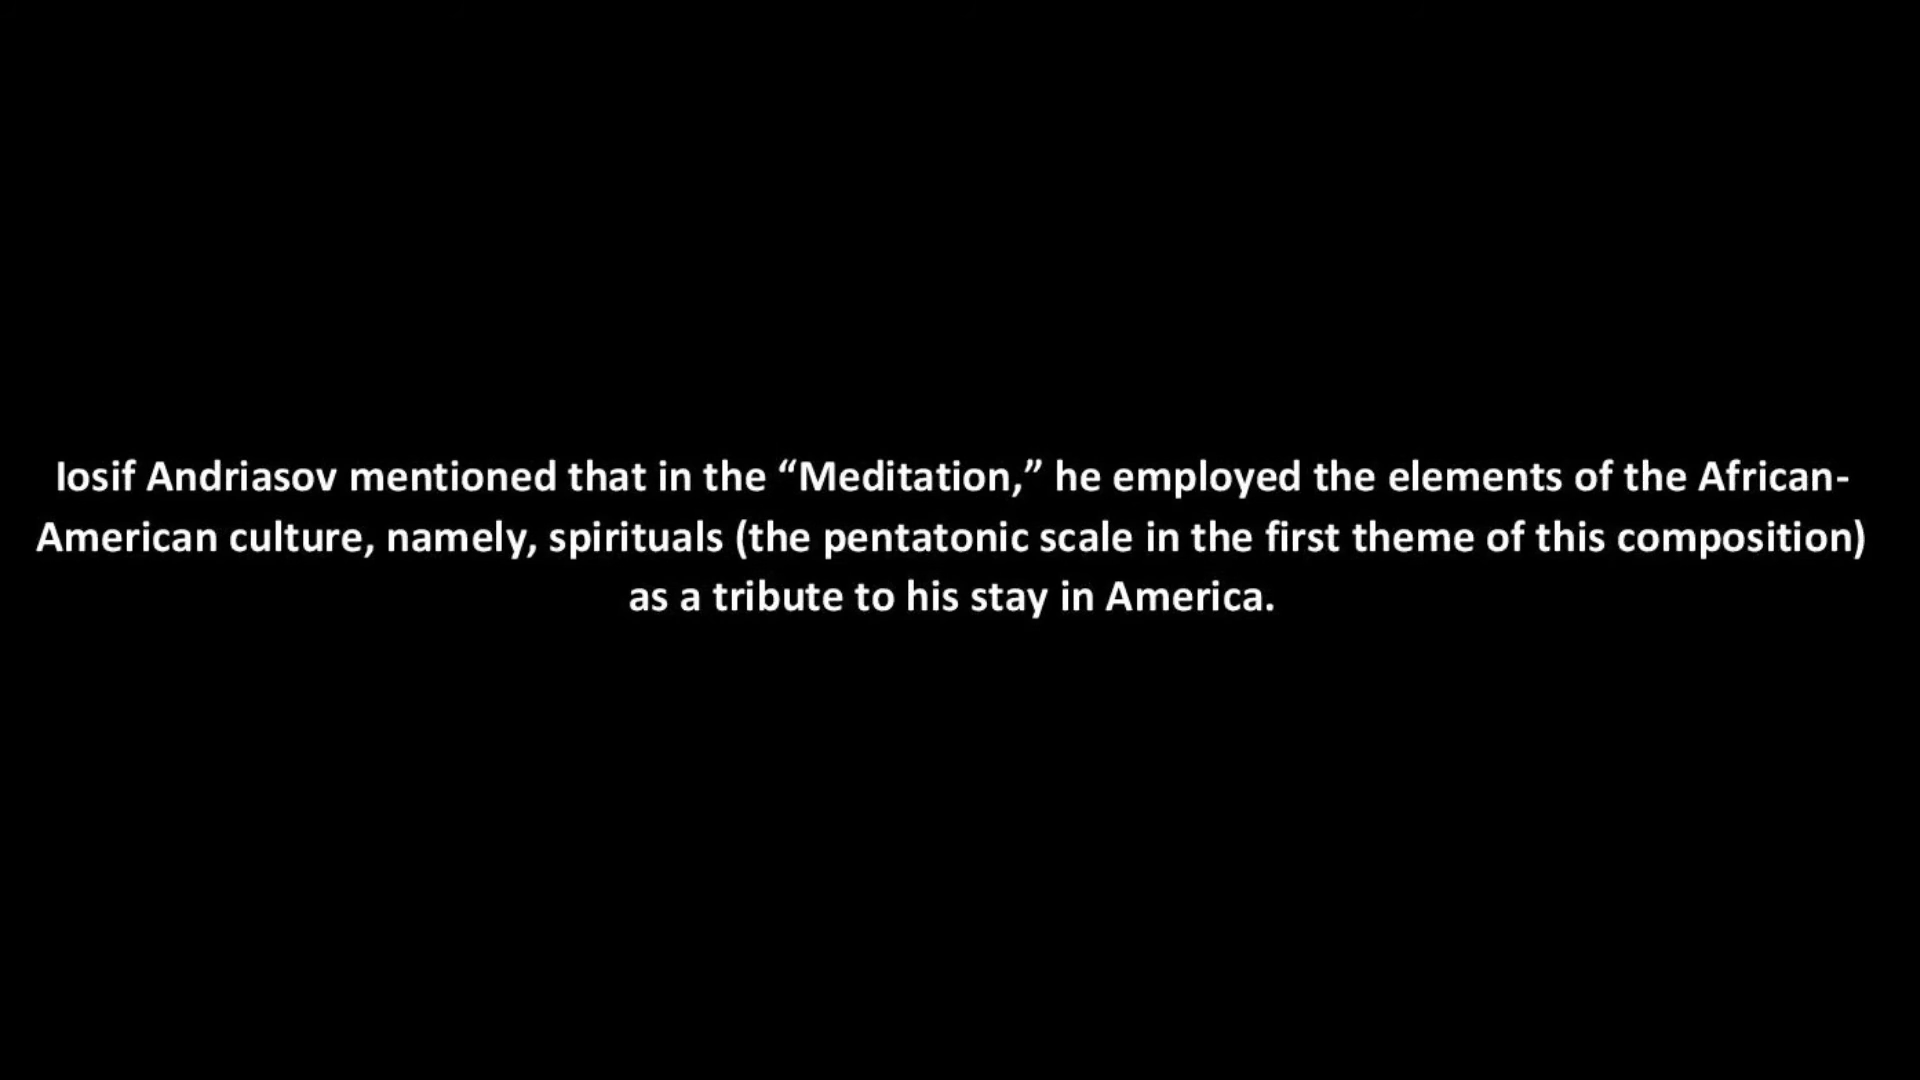 Iosif Andriasov mentioned that in the “Meditation,” he employed the elements of the African-
American culture, namely, spirituals (the pentatonic scale in the first theme of this composition)
as a tribute to his stay in America.